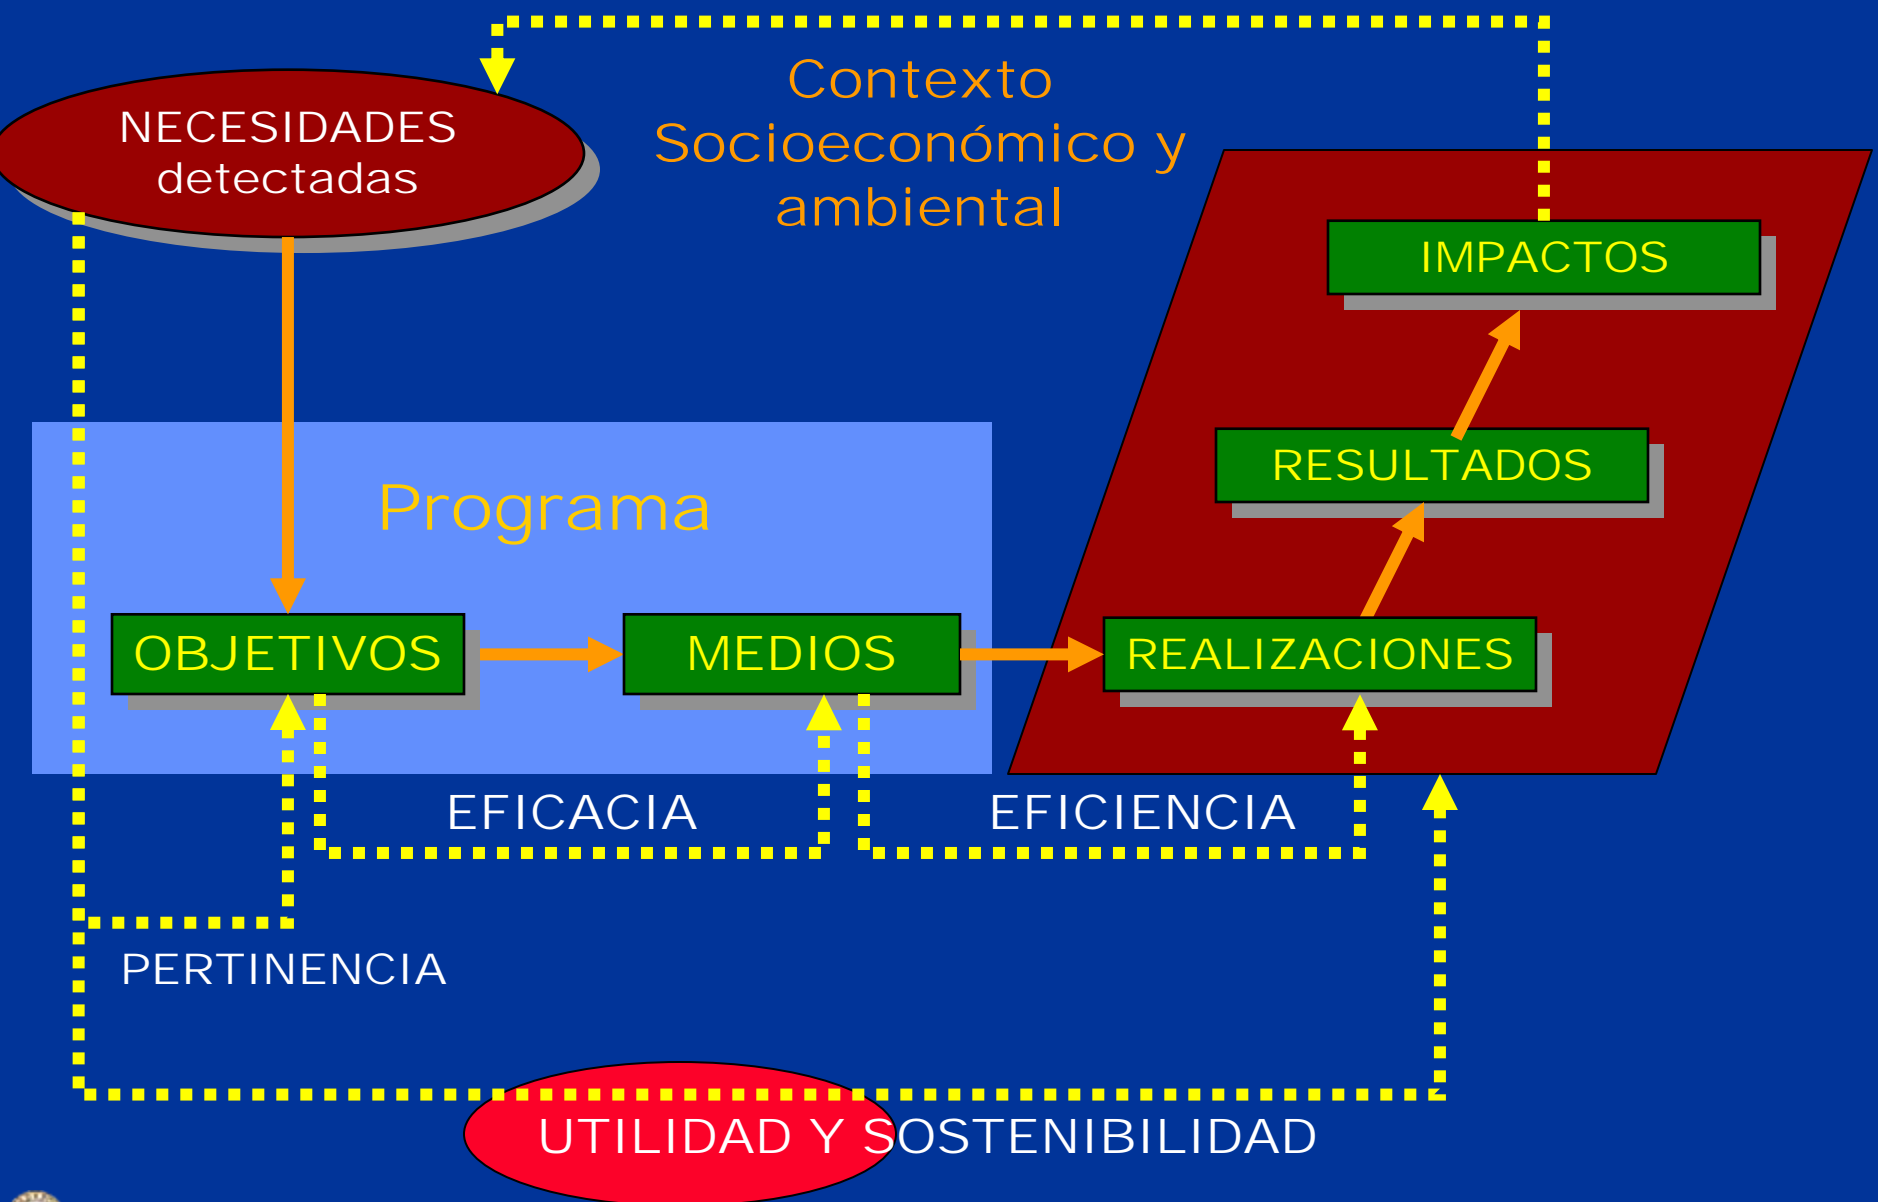 NECESIDADES
detectadas
Contexto
Socioeconómico y
ambiental
IMPACTOS
RESULTADOS
Programa
OBJETIVOS
MEDIOS
REALIZACIONES
EFICACIA
EFICIENCIA
PERTINENCIA
UTILIDAD Y SOSTENIBILIDAD